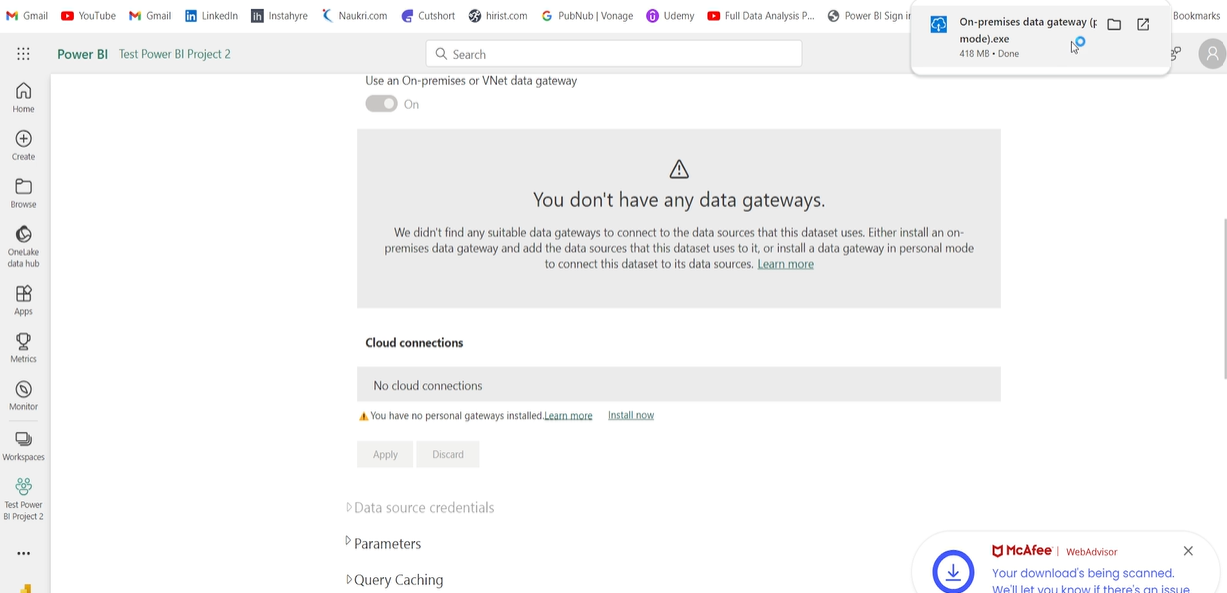 Gmail
YouTube
Gmail
LinkedIn
ih
Instahyre
Naukri.com
Cutshort
hirist.com
PubNub | Vonage
Udemy
Full Data Analysis P...
Power BI Sign in
Bookmarks
On-premises data gateway (p
mode).exe
418 MB • Done
Power BI
Test Power BI Project 2
Search
Home
Create
Browse
OneLake
data hub
Apps
Metrics
Monitor
Workspaces
Test Power
BI Project 2
Use an On-premises or VNet data gateway
On
You don't have any data gateways.
We didn't find any suitable data gateways to connect to the data sources that this dataset uses. Either install an on-
premises data gateway and add the data sources that this dataset uses to it, or install a data gateway in personal mode
to connect this dataset to its data sources. Learn more
Cloud connections
No cloud connections
You have no personal gateways installed.Learn more Install now
Apply
Discard
Data source credentials
Parameters
Query Caching
McAfee | WebAdvisor
Your download's being scanned.
We'll let you know if there's an issue